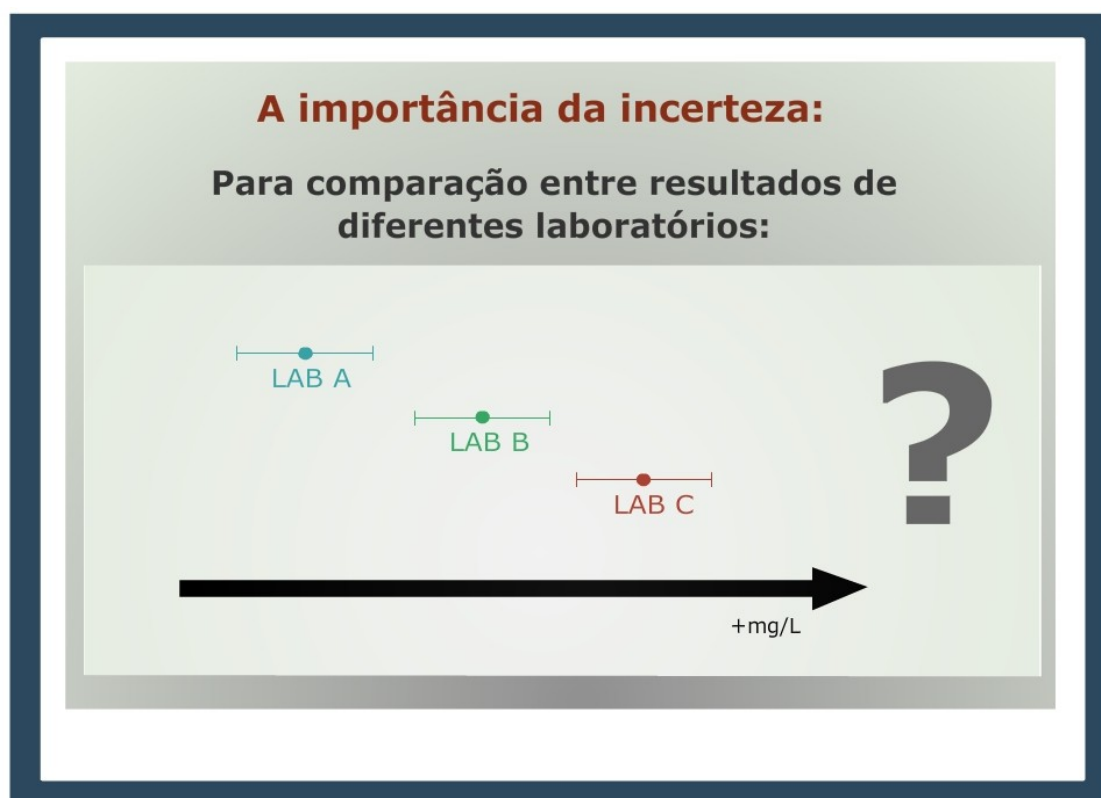 A importância da incerteza:
Para comparação entre resultados de
diferentes laboratórios:
LAB A
LAB B
LAB C
?
+mg/L